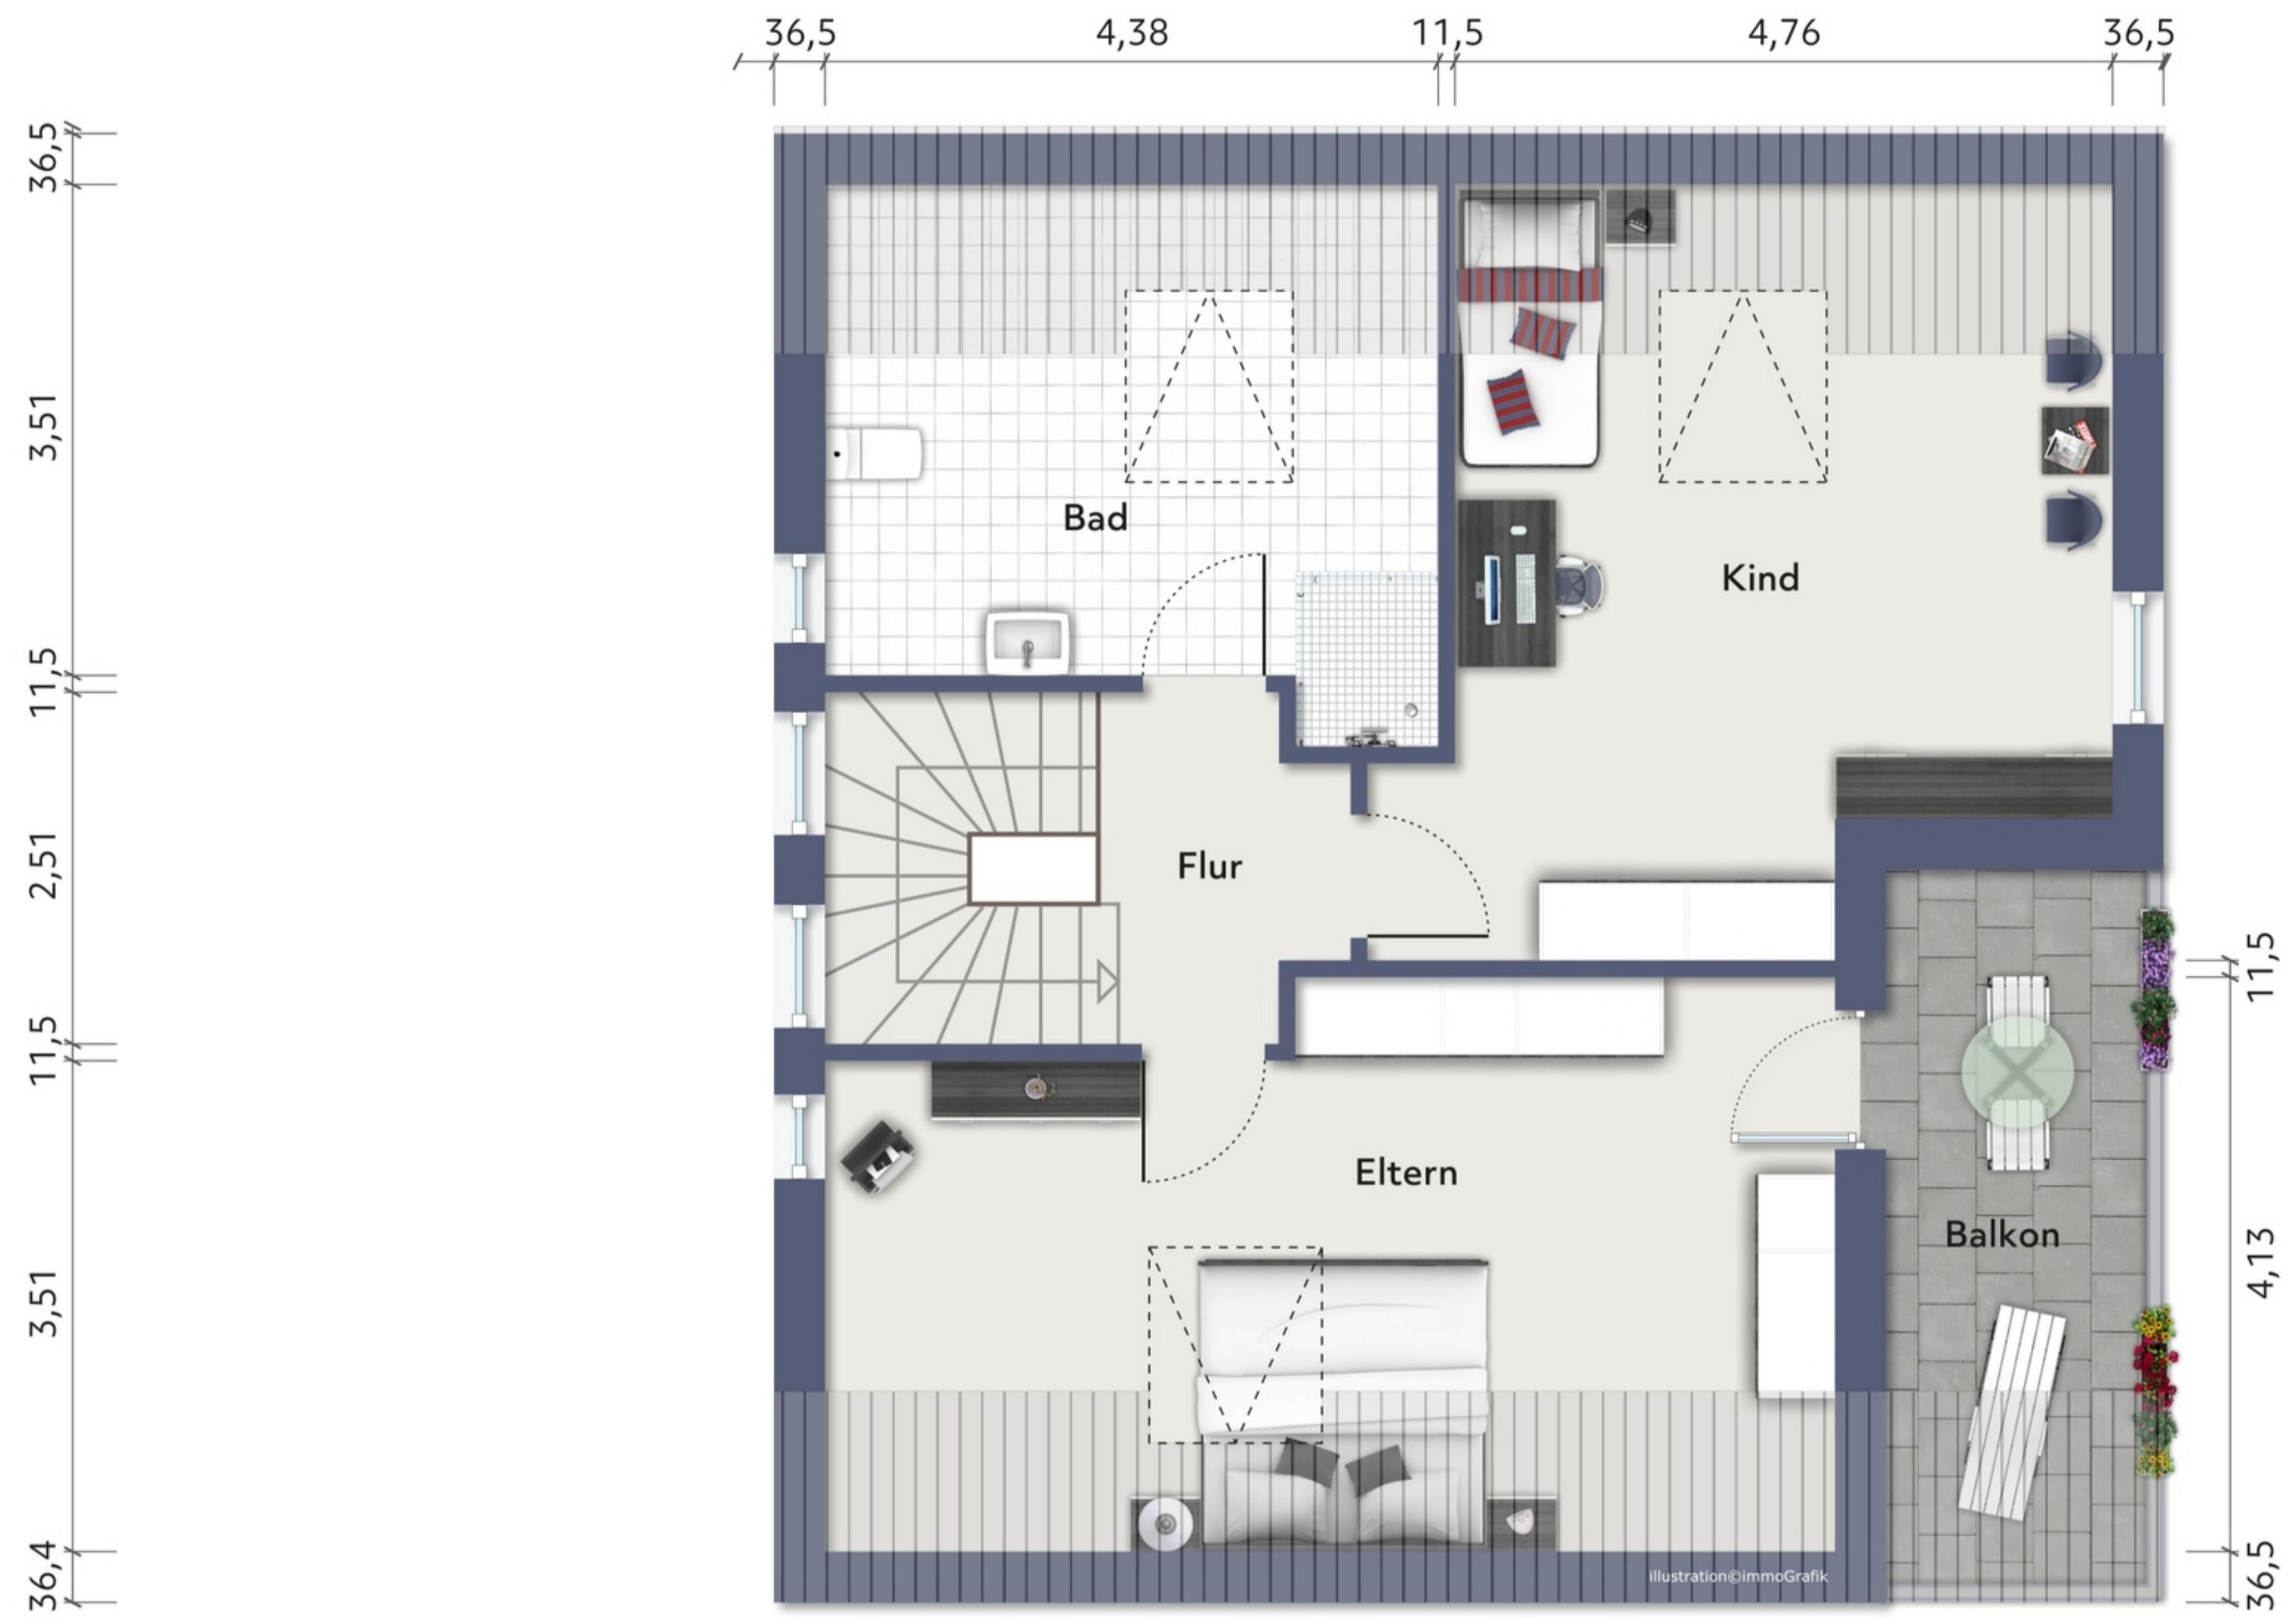 36,5
4,38
11,5
4,76
36,5
36,5
3,51
11,5
2,51
11,5
3,51
36,4
Bad
Kind
Flur
Eltern
Balkon
11,5
4,13
36,5
illustration©immoGrafik